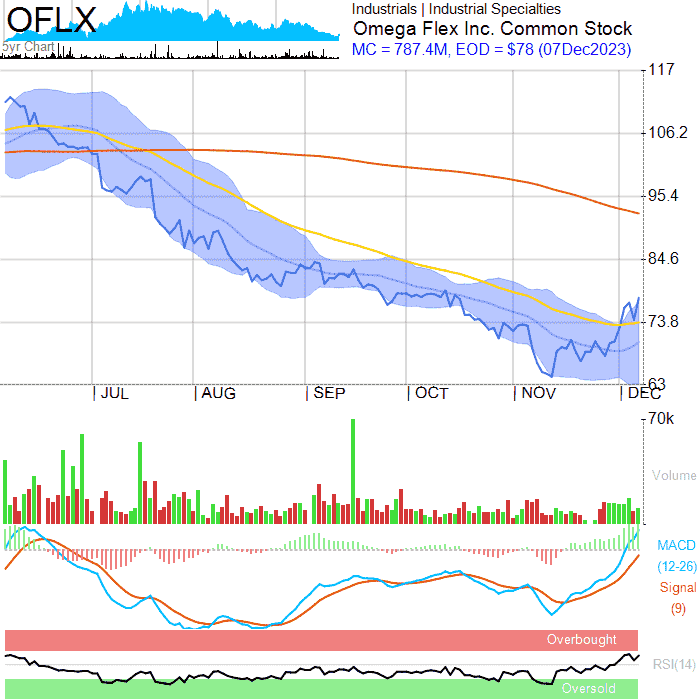 OFLX
5yr Chart
Industrials | Industrial Specialties
Omega Flex Inc. Common Stock
MC = 787.4M, EOD = $78 (07Dec2023)
117
106.2
95.4
84.6
73.8
63
JUL AUG SEP OCT NOV DEC
70k
Volume
MACD
(12-26)
Signal
(9)
Overbought
RSI(14)
Oversold